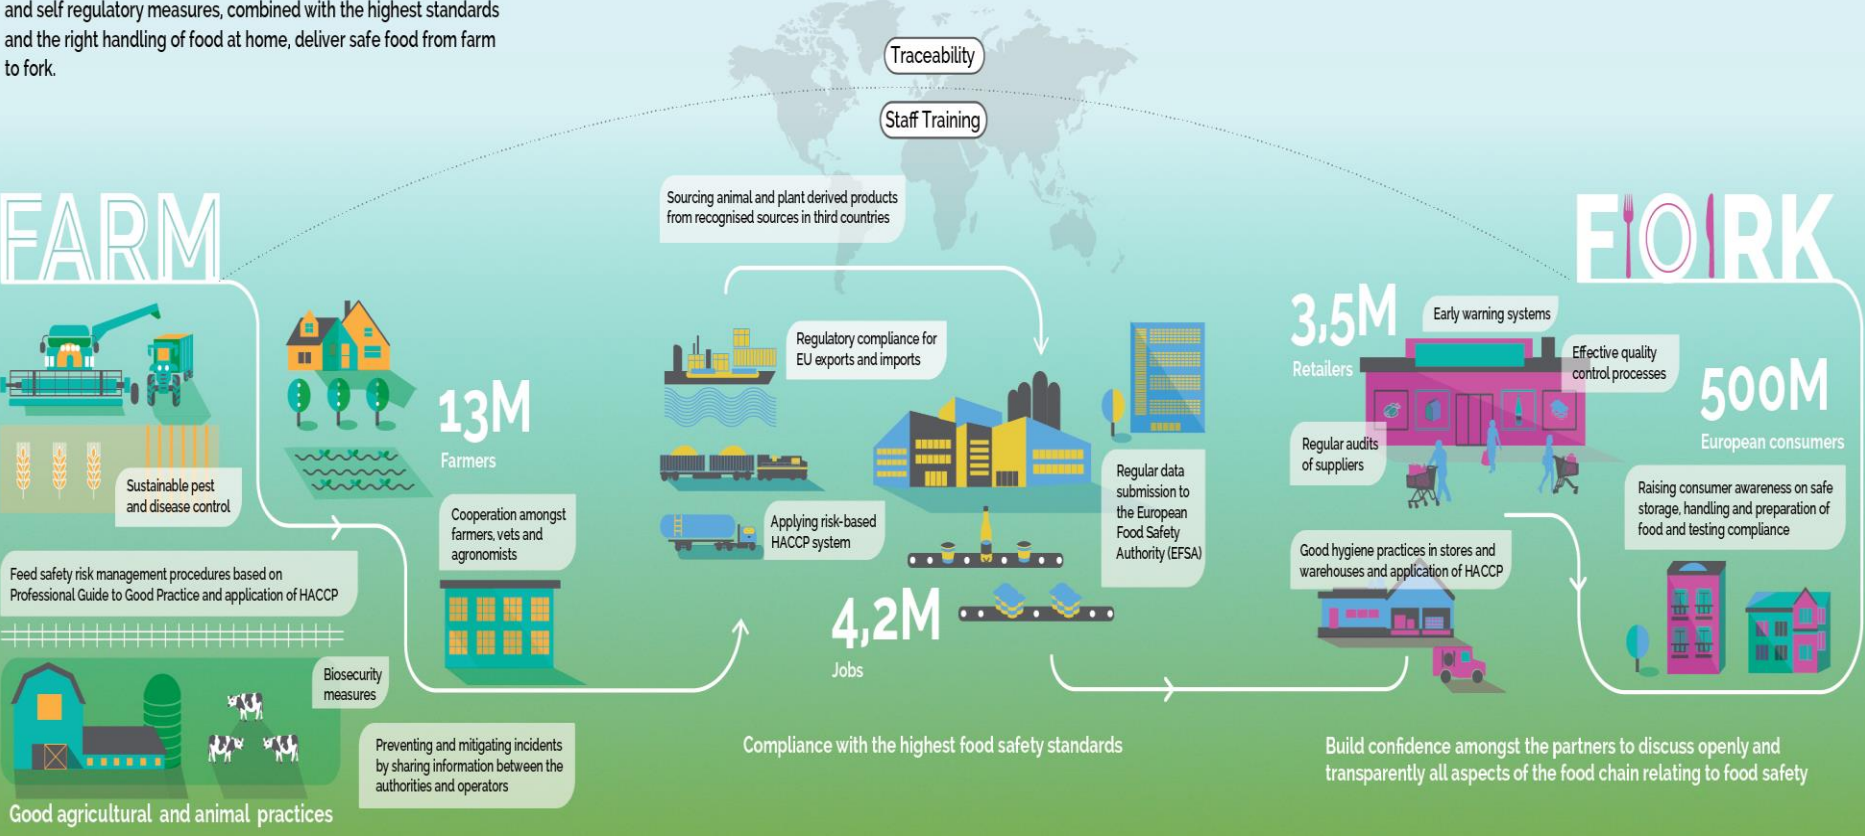 and self regulatory measures, combined with the highest standards
and the right handling of food at home, deliver safe food from farm
to fork.
Traceability
Staff Training
FARM
Sustainable pest
and disease control
13M
Farmers
Cooperation amongst
farmers, vets and
agronomists
Feed safety risk management procedures based on
Professional Guide to Good Practice and application of HACCP
Biosecurity
measures
Preventing and mitigating incidents
by sharing information between the
authorities and operators
Good agricultural and animal practices
Sourcing animal and plant derived products
from recognised sources in third countries
Regulatory compliance for
EU exports and imports
Applying risk-based
HACCP system
Regular data
submission to
the European
Food Safety
Authority (EFSA)
4,2M
Jobs
Compliance with the highest food safety standards
FORK
3,5M
Retailers
Early warning systems
Effective quality
control processes
Regular audits
of suppliers
Good hygiene practices in stores and
warehouses and application of HACCP
500M
European consumers
Raising consumer awareness on safe
storage, handling and preparation of
food and testing compliance
Build confidence amongst the partners to discuss openly and
transparently all aspects of the food chain relating to food safety